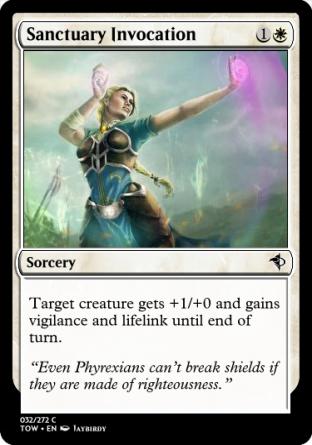 Sanctuary Invocation 1
Sorcery
Target creature gets +1/+0 and gains
vigilance and lifelink until end of
turn.
“Even Phyrexians can’t break shields if
they are made of righteousness.”
032/272 C
TOW • EN JAYBIRDY